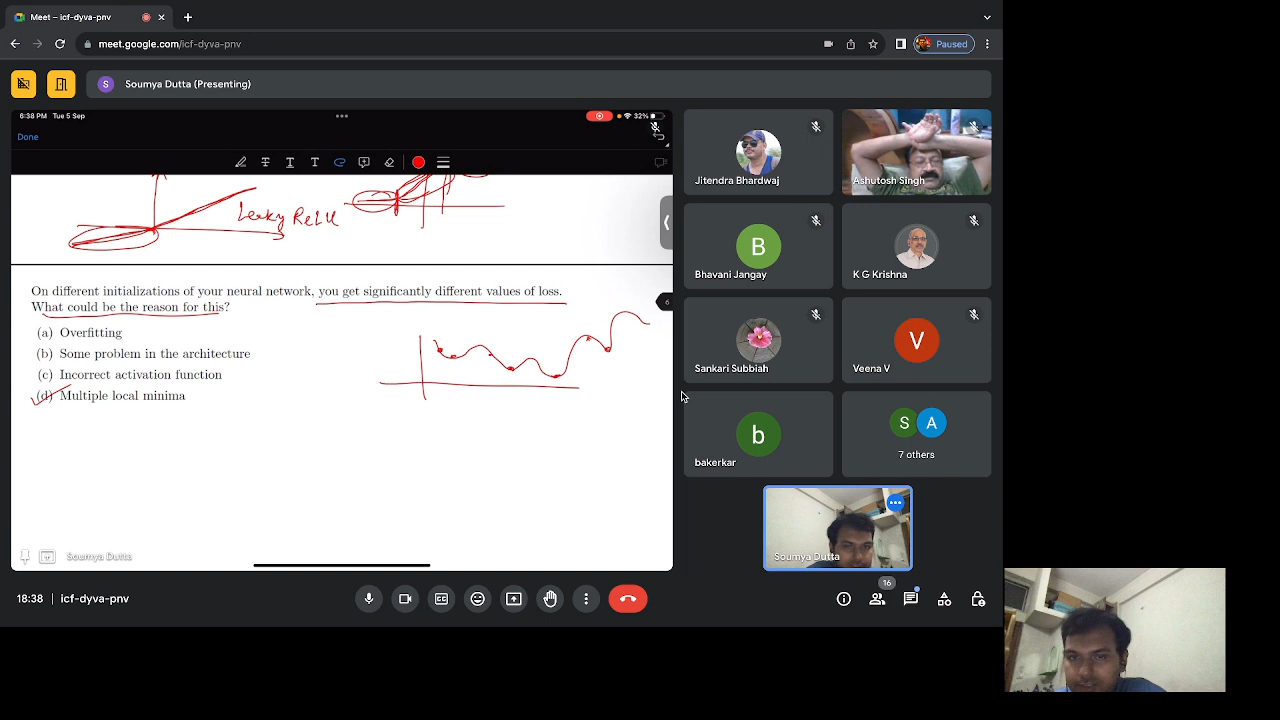 Meet – icf-dyva-pnv
meet.google.com/icf-dyva-pnv
Paused
S Soumya Dutta (Presenting)
6:38 PM Tue 5 Sep
32%
Done
T T T
Leaky ReLU
On different initializations of your neural network, you get significantly different values of loss.
What could be the reason for this?
(a) Overfitting
(b) Some problem in the architecture
(c) Incorrect activation function
(d) Multiple local minima
6
Soumya Dutta
Jitendra Bhardwaj
Ashutosh Singh
B
Bhavani Jangay
K G Krishna
Sankari Subbiah
V
Veena V
b
bakerkar
S A
7 others
Soumya Dutta
18:38 | icf-dyva-pnv
16